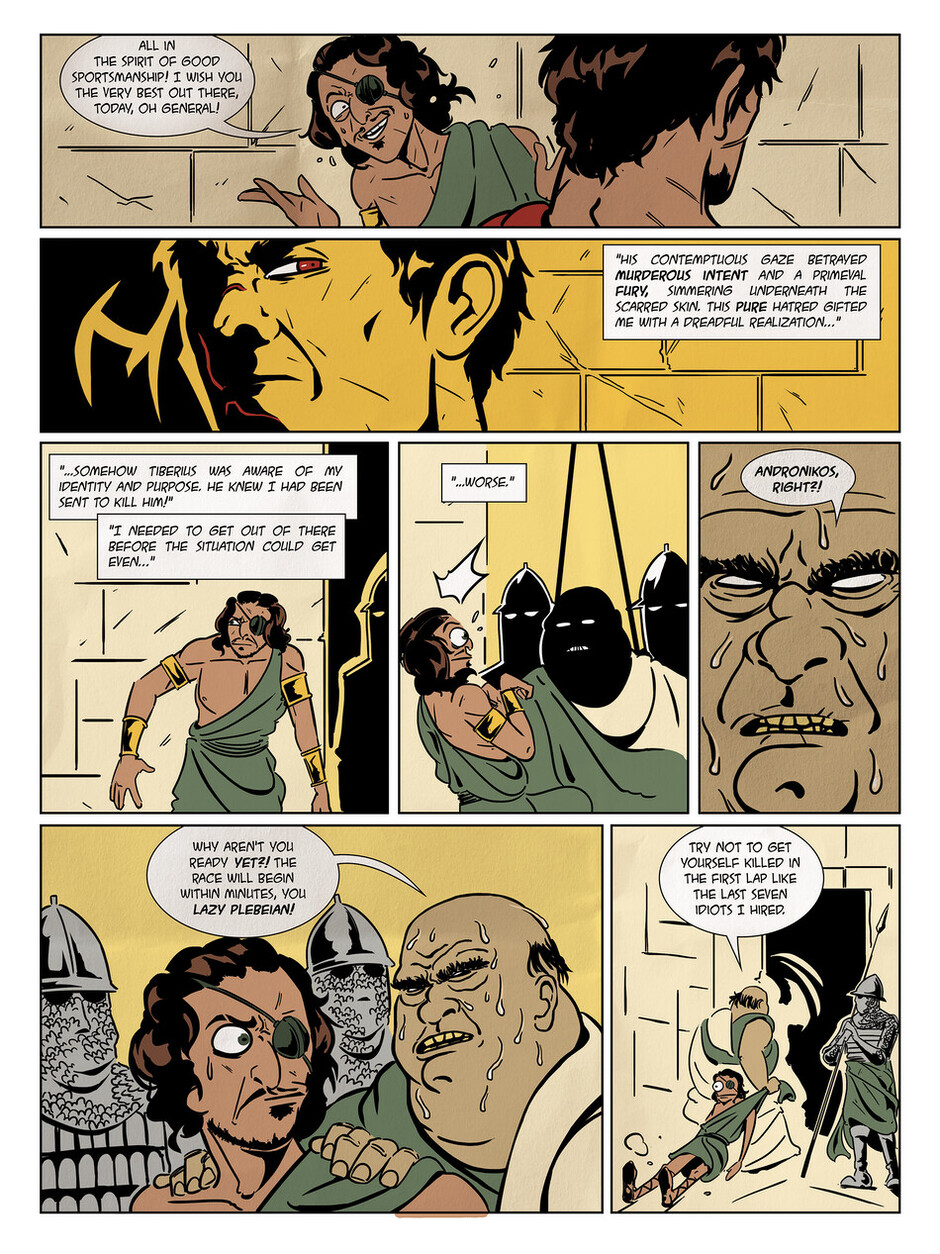 ALL IN
THE SPIRIT OF GOOD
SPORTSMANSHIP! I WISH YOU
THE VERY BEST OUT THERE,
TODAY, OH GENERAL!
"HIS CONTEMPTUOUS GAZE BETRAYED
MURDEROUS INTENT AND A PRIMEVAL
FURY, SIMMERING UNDERNEATH THE
SCARRED SKIN. THIS PURE HATRED GIFTED
ME WITH A DREADFUL REALIZATION..."
"...SOMEHOW TIBERIUS WAS AWARE OF MY
IDENTITY AND PURPOSE. HE KNEW I HAD BEEN
SENT TO KILL HIM!"
"I NEEDED TO GET OUT OF THERE
BEFORE THE SITUATION COULD GET
EVEN..."
"...WORSE."
ANDRONIKOS,
RIGHT?!
WHY AREN'T YOU
READY YET?! THE
RACE WILL BEGIN
WITHIN MINUTES, YOU
LAZY PLEBEIAN!
TRY NOT TO GET
YOURSELF KILLED IN
THE FIRST LAP LIKE
THE LAST SEVEN
IDIOTS I HIRED.